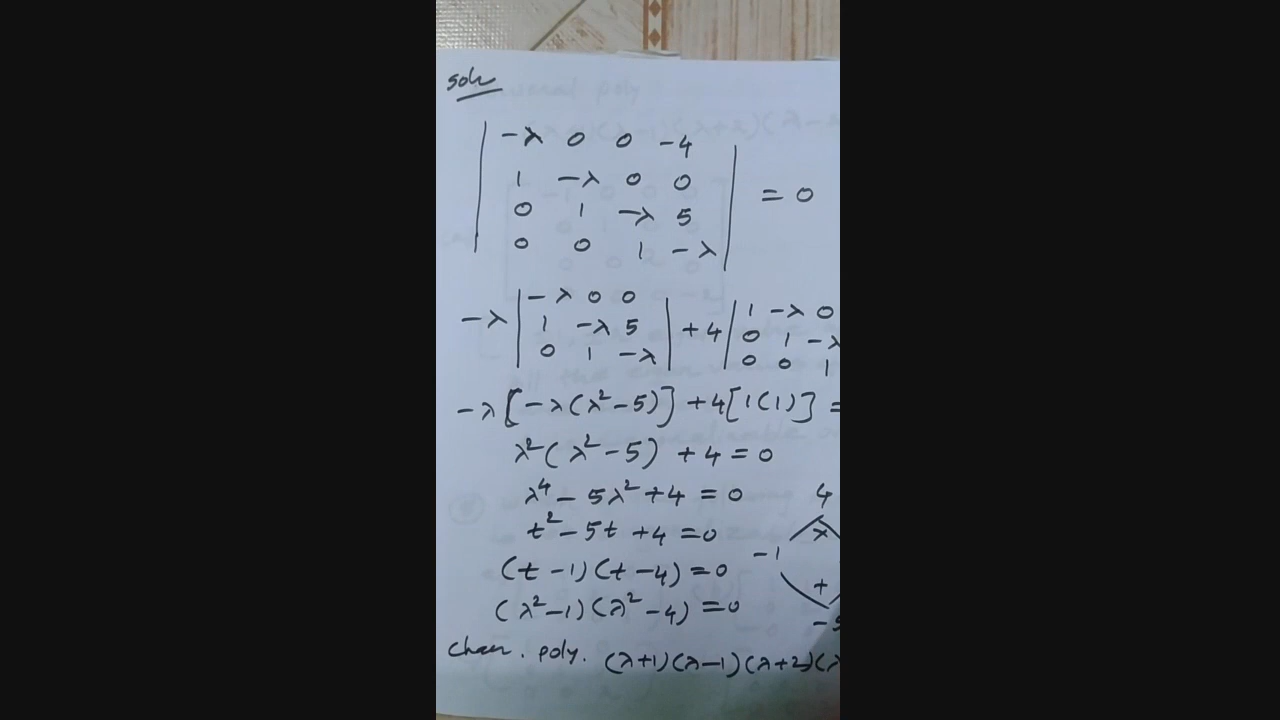 soln
| -λ 0 0 -4 |
| 1 -λ 0 0 | = 0
| 0 1 -λ 5 |
| 0 0 1 -λ |
-λ | -λ 0 0 | + 4 | 1 -λ 0
| 1 -λ 5 | 0 1 -λ
| 0 1 -λ | 0 0 1
-λ[-λ(λ²-5)] + 4[1(1)] =
λ²(λ²-5) + 4 = 0
λ⁴ - 5λ² + 4 = 0
4
t² - 5t + 4 = 0
×
-1
(t-1)(t-4) = 0
+
(λ²-1)(λ²-4) = 0
-5
Char. poly. (λ+1)(λ-1)(λ+2)(λ